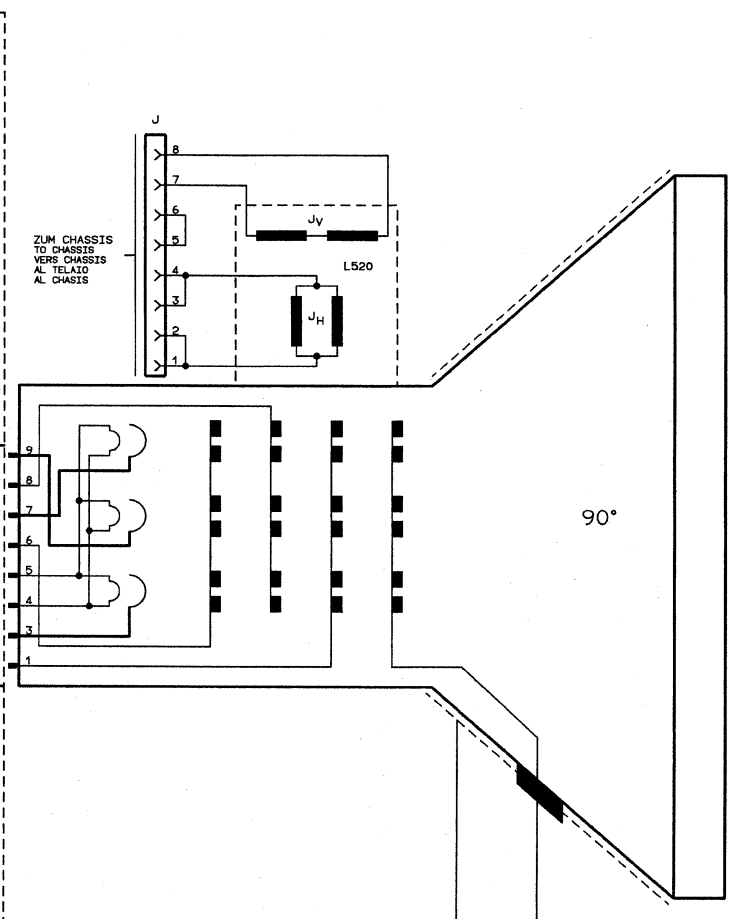 J
8
7
6
5
4
3
2
1
ZUM CHASSIS
TO CHASSIS
VERS CHASSIS
AL TELAIO
AL CHASIS
JV
L520
JH
9
8
7
6
5
4
3
1
90°